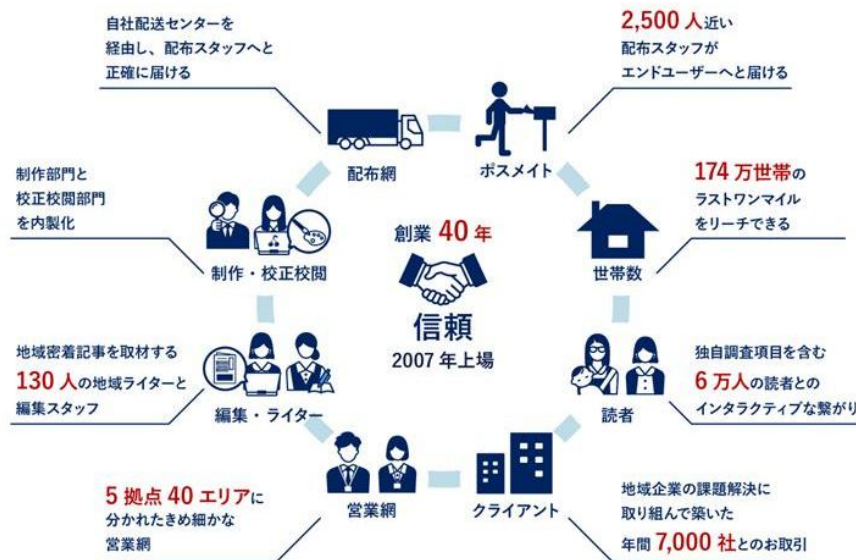 自社配送センターを
経由し、配布スタッフへと
正確に届ける
配布網
2,500 人近い
配布スタッフが
エンドユーザーへと届ける
ポスメイト
174 万世帯の
ラストワンマイル
をリーチできる
世帯数
独自調査項目を含む
6 万人の読者との
インタラクティブな繋がり
読者
地域企業の課題解決に
取り組んで築いた
年間 7,000 社とのお取引
クライアント
5 拠点 40 エリアに
分かれたきめ細かな
営業網
営業網
地域密着記事を取材する
130 人の地域ライターと
編集スタッフ
編集・ライター
制作部門と
校正校閲部門
を内製化
制作・校正校閲
創業 40 年
信頼
2007 年上場